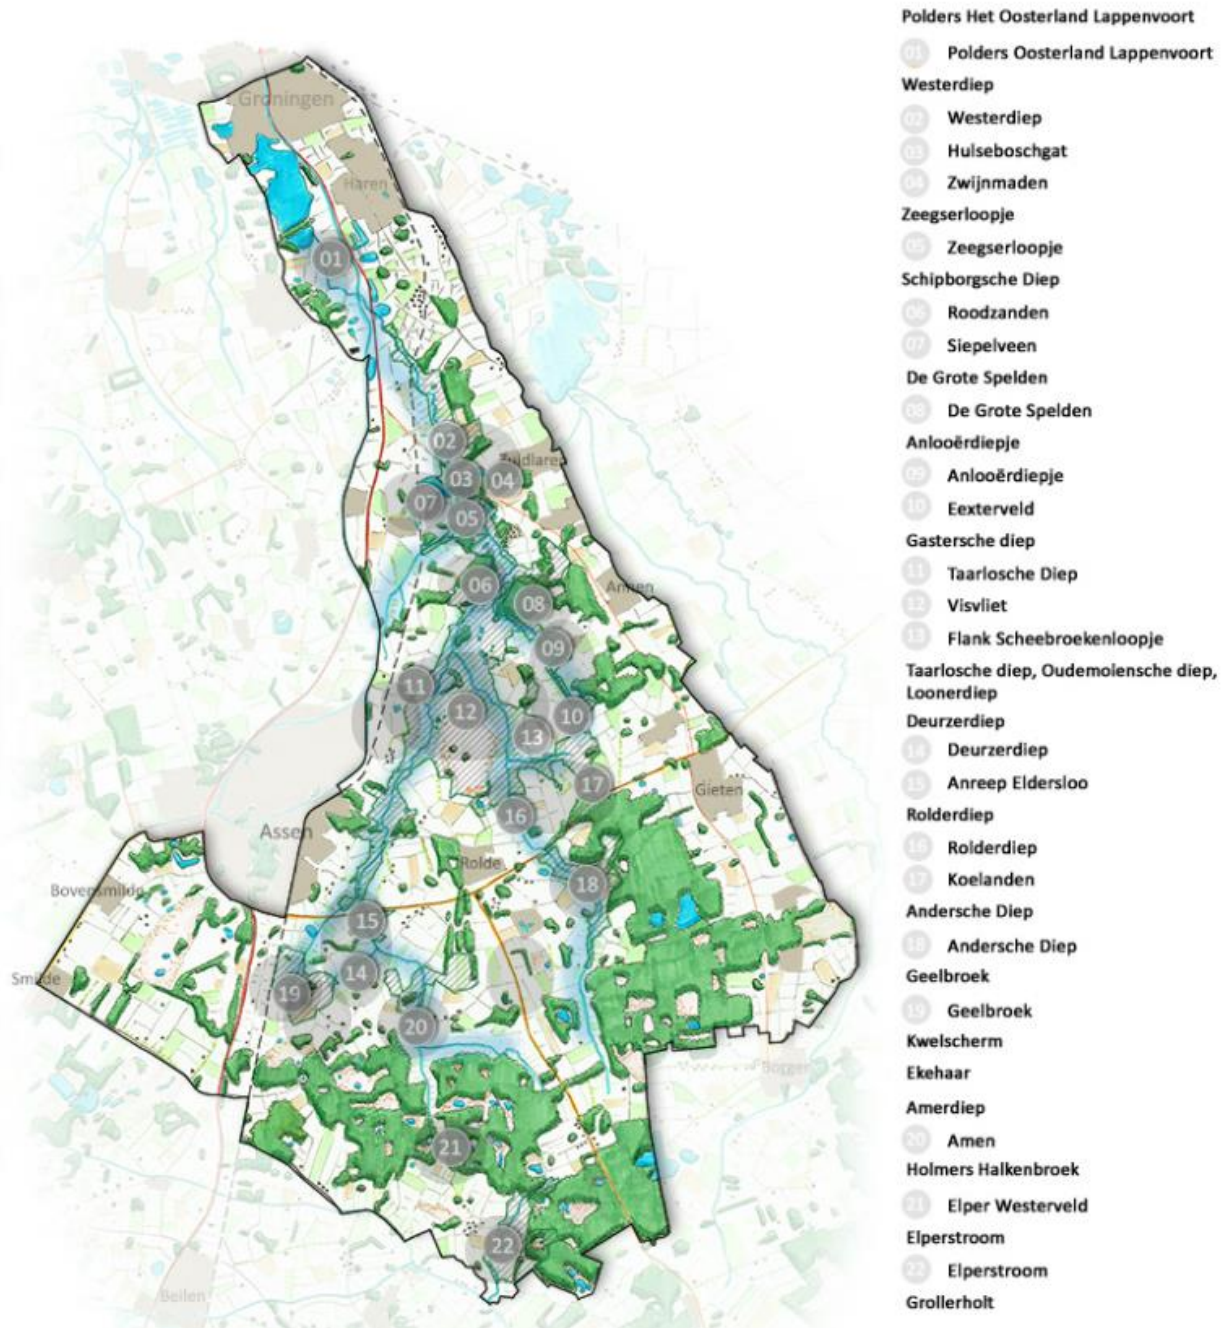 Groningen
Haren
01
02
Zuidlaren
03
04
07
05
06
Annen
08
09
11
12
10
13
17
Gieten
16
Assen
Rolde
18
Bovensmilde
15
14
Smilde
19
20
Borger
21
22
Beilen
Polders Het Oosterland Lappenvoort
01 Polders Oosterland Lappenvoort
Westerdiep
02 Westerdiep
03 Hulseboschgat
04 Zwijnmaden
Zeegserloopje
05 Zeegserloopje
Schipborgsche Diep
06 Roodzanden
07 Siepelveen
De Grote Spelden
08 De Grote Spelden
Anlooërdiepje
09 Anlooërdiepje
10 Eexterveld
Gastersche diep
11 Taarlosche Diep
12 Visvliet
13 Flank Scheebroekenloopje
Taarlosche diep, Oudemolensche diep,
Loonerdiep
Deurzerdiep
14 Deurzerdiep
15 Anreep Eldersloo
Rolderdiep
16 Rolderdiep
17 Koelanden
Andersche Diep
18 Andersche Diep
Geelbroek
19 Geelbroek
Kwelscherm
Ekehaar
Amerdiep
20 Amen
Holmers Halkenbroek
21 Elper Westerveld
Elperstroom
22 Elperstroom
Grollerholt